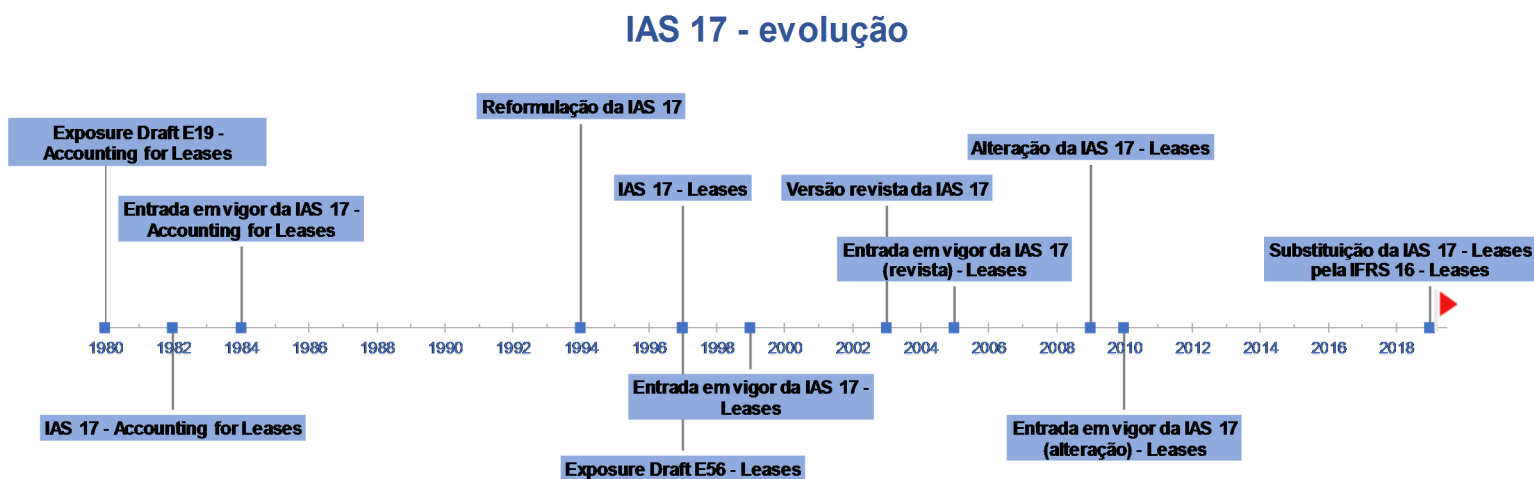 IAS 17 - evolução
Reformulação da IAS 17
Exposure Draft E19 -
Accounting for Leases
Alteração da IAS 17 - Leases
IAS 17 - Leases
Versão revista da IAS 17
Entrada em vigor da IAS 17 -
Accounting for Leases
Entrada em vigor da IAS 17
(revista) - Leases
Substituição da IAS 17 - Leases
pela IFRS 16 - Leases
1980 1982 1984 1986 1988 1990 1992 1994 1996 1998 2000 2002 2004 2006 2008 2010 2012 2014 2016 2018
Entrada em vigor da IAS 17 -
Leases
IAS 17 - Accounting for Leases
Entrada em vigor da IAS 17
(alteração) - Leases
Exposure Draft E56 - Leases